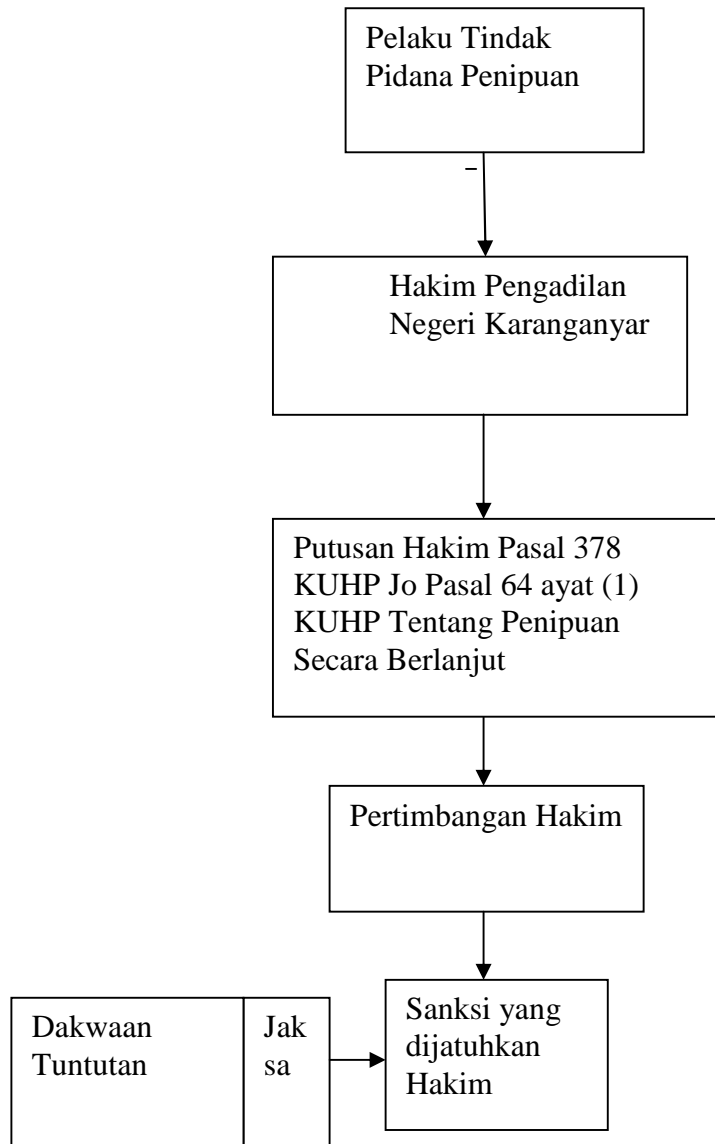 Pelaku Tindak
Pidana Penipuan
Hakim Pengadilan
Negeri Karanganyar
Putusan Hakim Pasal 378
KUHP Jo Pasal 64 ayat (1)
KUHP Tentang Penipuan
Secara Berlanjut
Pertimbangan Hakim
Dakwaan
Tuntutan
Jak
sa
Sanksi yang
dijatuhkan
Hakim